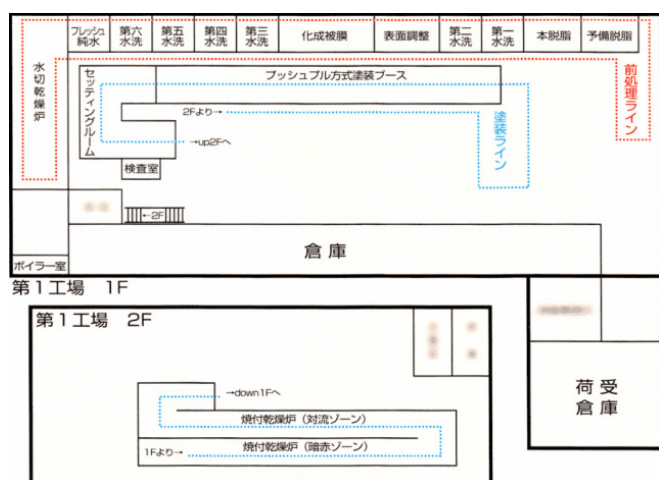 フレッシュ
純水
第六
水洗
第五
水洗
第四
水洗
第三
水洗
化成被膜
表面調整
第二
水洗
第一
水洗
本脱脂
予備脱脂
水切乾燥炉
セッティングルーム
プッシュプル方式塗装ブース
2Fより→
→up2Fへ
検査室
塗装ライン
前処理ライン
←2F
倉庫
ボイラー室
第1工場 1F
第1工場 2F
→down1Fへ
焼付乾燥炉(対流ゾーン)
焼付乾燥炉(暗赤ゾーン)
1Fより→
荷受
倉庫